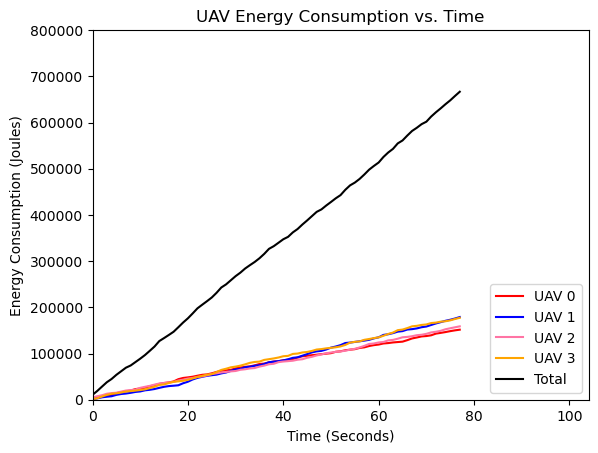 UAV Energy Consumption vs. Time
800000
700000
600000
500000
400000
300000
200000
100000
0
Energy Consumption (Joules)
0 20 40 60 80 100
Time (Seconds)
UAV 0
UAV 1
UAV 2
UAV 3
Total